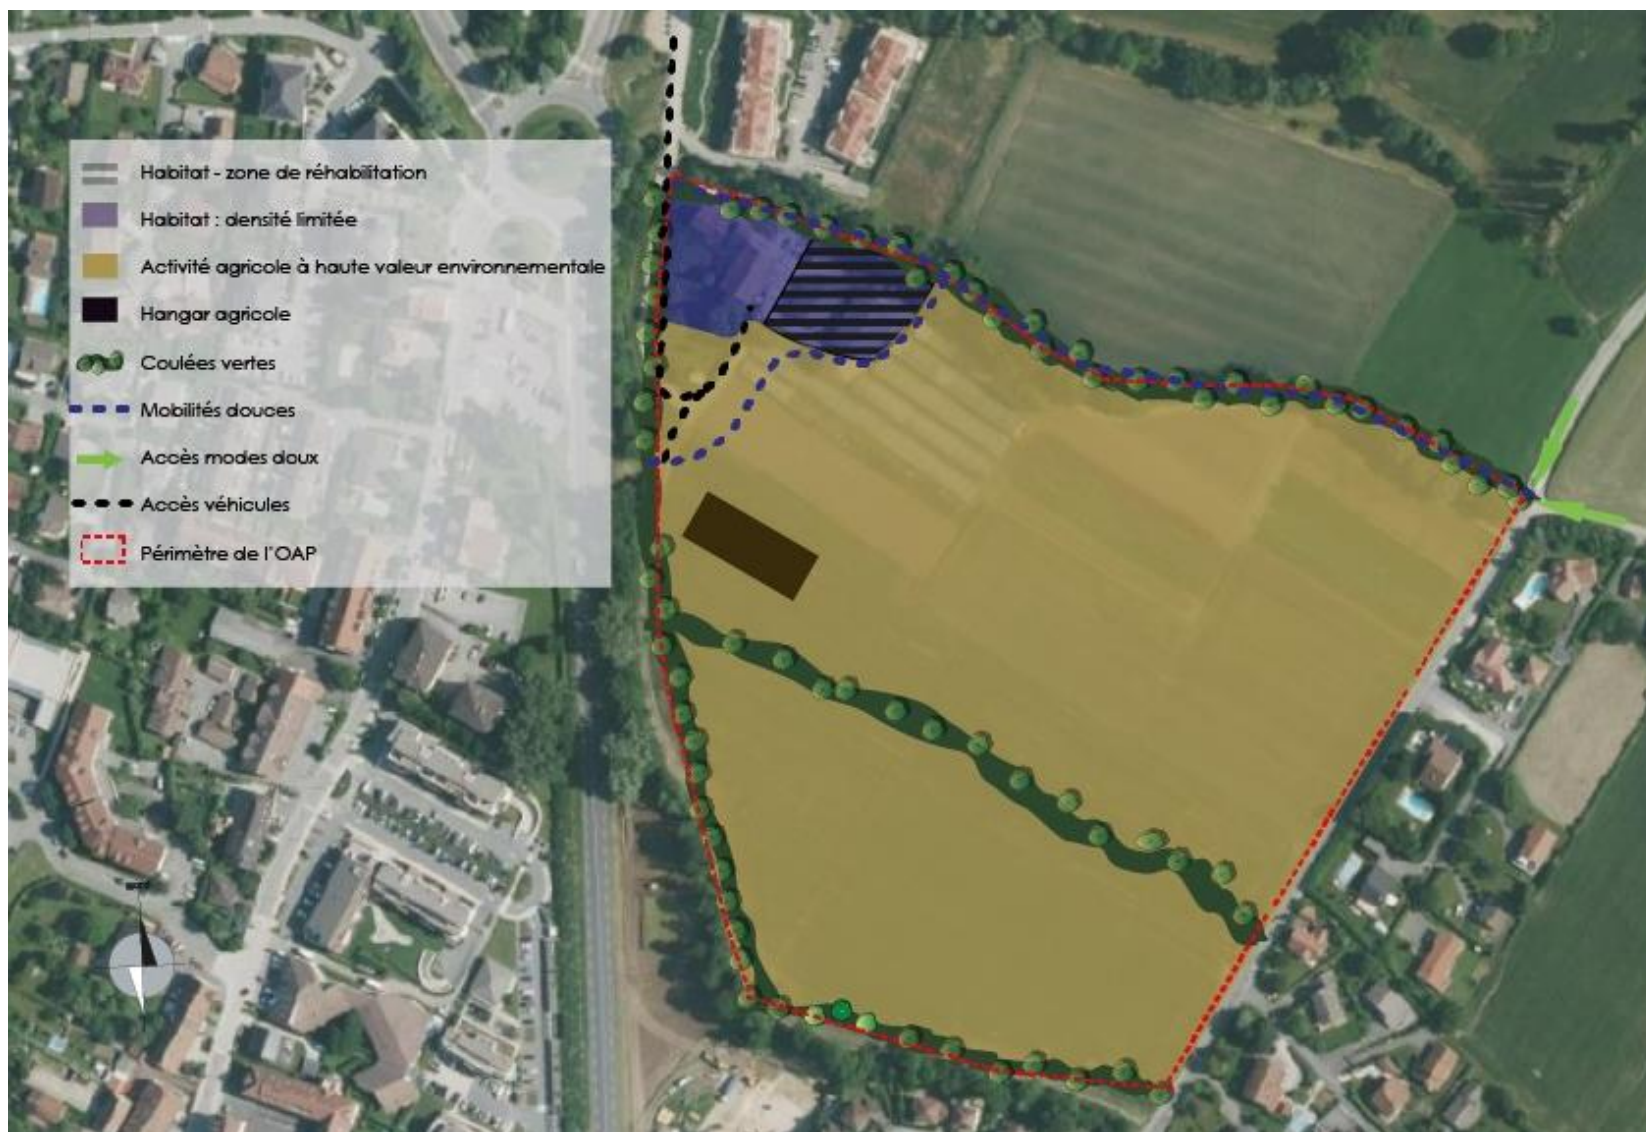 Habitat - zone de réhabilitation
Habitat : densité limitée
Activité agricole à haute valeur environnementale
Hangar agricole
Coulées vertes
Mobilités douces
Accès modes doux
Accès véhicules
Périmètre de l'OAP
nord